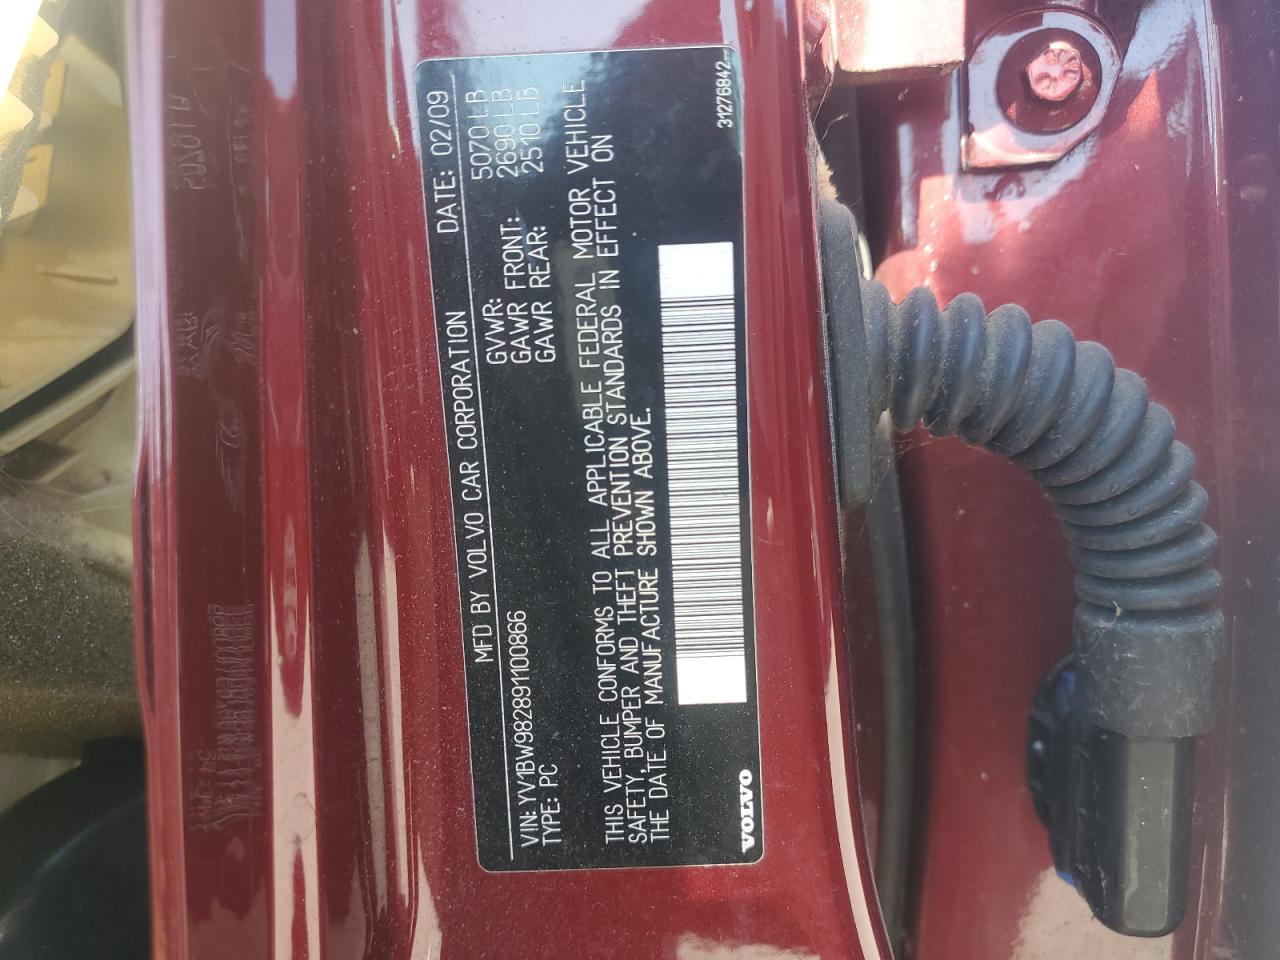 MFD BY VOLVO CAR CORPORATION DATE: 02/09
VIN: YV1BW982891100866 GVWR: 5070 LB
TYPE: PC GAWR FRONT: 2690 LB
GAWR REAR: 2510 LB
THIS VEHICLE CONFORMS TO ALL APPLICABLE FEDERAL MOTOR VEHICLE
SAFETY, BUMPER AND THEFT PREVENTION STANDARDS IN EFFECT ON
THE DATE OF MANUFACTURE SHOWN ABOVE.
VOLVO 31276842